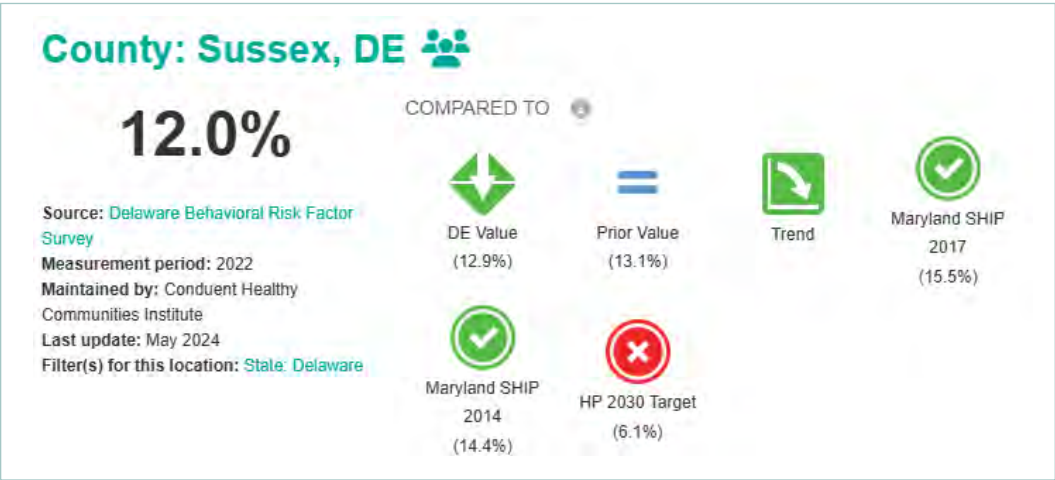 County: Sussex, DE
12.0%
Source: Delaware Behavioral Risk Factor
Survey
Measurement period: 2022
Maintained by: Conduent Healthy
Communities Institute
Last update: May 2024
Filter(s) for this location: State: Delaware
COMPARED TO
DE Value
(12.9%)
Prior Value
(13.1%)
Trend
Maryland SHIP
2017
(15.5%)
Maryland SHIP
2014
(14.4%)
HP 2030 Target
(6.1%)